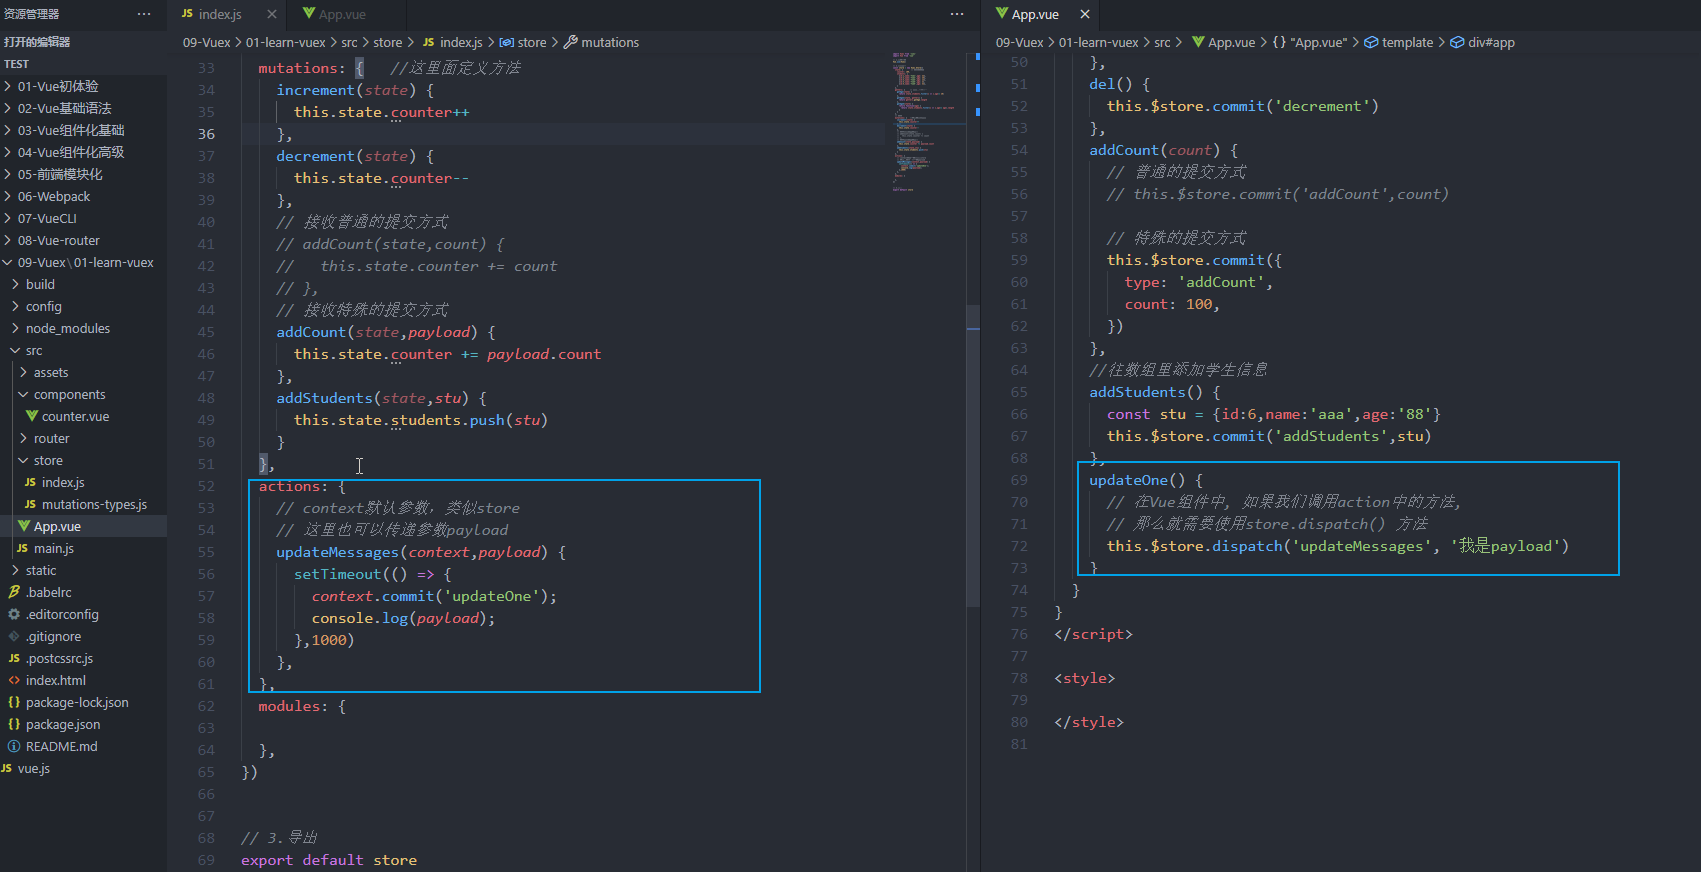 资源管理器 ···
打开的编辑器
TEST
01-Vue初体验
02-Vue基础语法
03-Vue组件化基础
04-Vue组件化高级
05-前端模块化
06-Webpack
07-VueCLI
08-Vue-router
09-Vuex\01-learn-vuex
build
config
node_modules
src
assets
components
counter.vue
router
store
JS index.js
JS mutations-types.js
App.vue
JS main.js
static
.babelrc
.editorconfig
.gitignore
JS .postcssrc.js
<> index.html
{} package-lock.json
{} package.json
README.md
JS vue.js
JS index.js × App.vue ···
09-Vuex > 01-learn-vuex > src > store > JS index.js > store > mutations
33 mutations: { //这里面定义方法
34 increment(state) {
35 this.state.counter++
36 },
37 decrement(state) {
38 this.state.counter--
39 },
40 // 接收普通的提交方式
41 // addCount(state,count) {
42 // this.state.counter += count
43 // },
44 // 接收特殊的提交方式
45 addCount(state,payload) {
46 this.state.counter += payload.count
47 },
48 addStudents(state,stu) {
49 this.state.students.push(stu)
50 }
51 },
52 actions: {
53 // context默认参数, 类似store
54 // 这里也可以传递参数payload
55 updateMessages(context,payload) {
56 setTimeout(() => {
57 context.commit('updateOne');
58 console.log(payload);
59 },1000)
60 },
61 },
62 modules: {
63
64 },
65 })
66
67
68 // 3.导出
69 export default store
App.vue ×
09-Vuex > 01-learn-vuex > src > App.vue > {} "App.vue" > template > div#app
50 },
51 del() {
52 this.$store.commit('decrement')
53 },
54 addCount(count) {
55 // 普通的提交方式
56 // this.$store.commit('addCount',count)
57
58 // 特殊的提交方式
59 this.$store.commit({
60 type: 'addCount',
61 count: 100,
62 })
63 },
64 //往数组里添加学生信息
65 addStudents() {
66 const stu = {id:6,name:'aaa',age:'88'}
67 this.$store.commit('addStudents',stu)
68 },
69 updateOne() {
70 // 在Vue组件中, 如果我们调用action中的方法,
71 // 那么就需要使用store.dispatch() 方法
72 this.$store.dispatch('updateMessages', '我是payload')
73 }
74 }
75 }
76 </script>
77
78 <style>
79
80 </style>
81